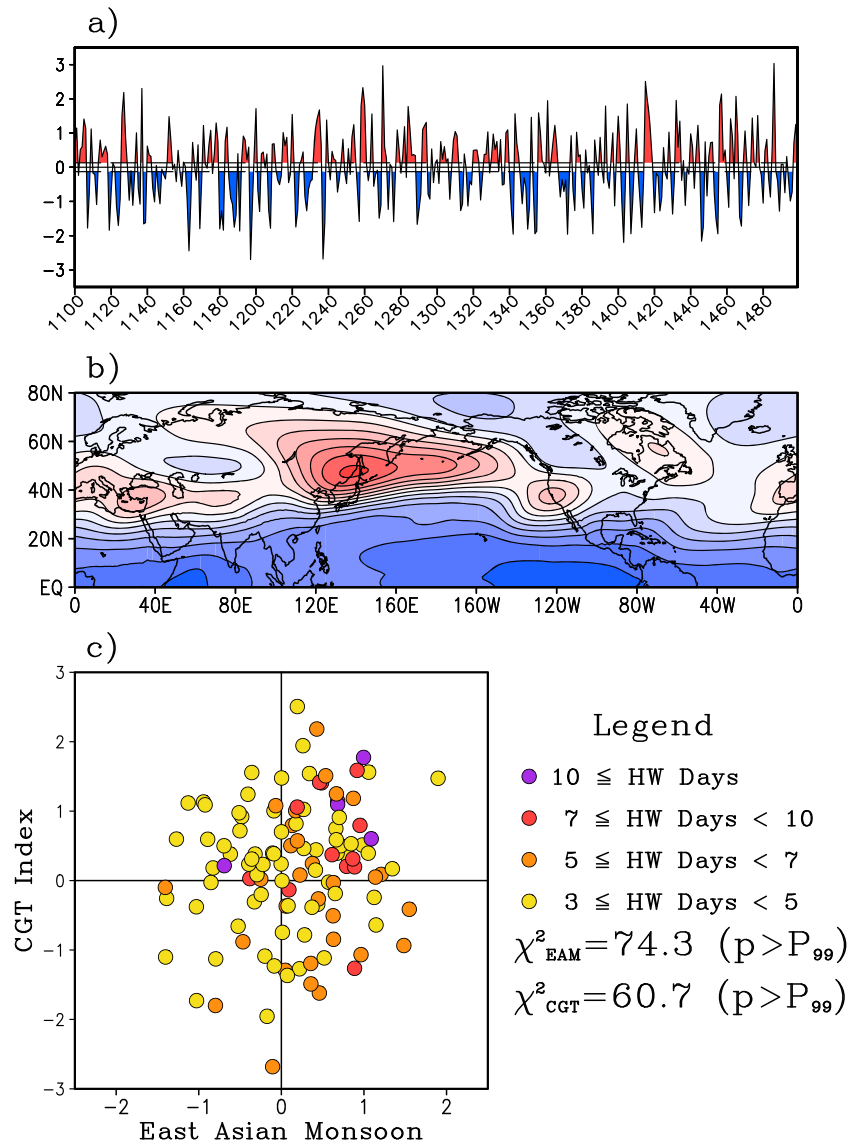 a)
3
2
1
0
-1
-2
-3
1100 1120 1140 1160 1180 1200 1220 1240 1260 1280 1300 1320 1340 1360 1380 1400 1420 1440 1460 1480
b)
80N
60N
40N
20N
EQ
0 40E 80E 120E 160E 160W 120W 80W 40W 0
c)
3
2
1
0
-1
-2
-3
CGT Index
-2 -1 0 1 2
East Asian Monsoon
Legend
10 ≤ HW Days
7 ≤ HW Days < 10
5 ≤ HW Days < 7
3 ≤ HW Days < 5
χ²EAM=74.3 (p>P99)
χ²CGT=60.7 (p>P99)